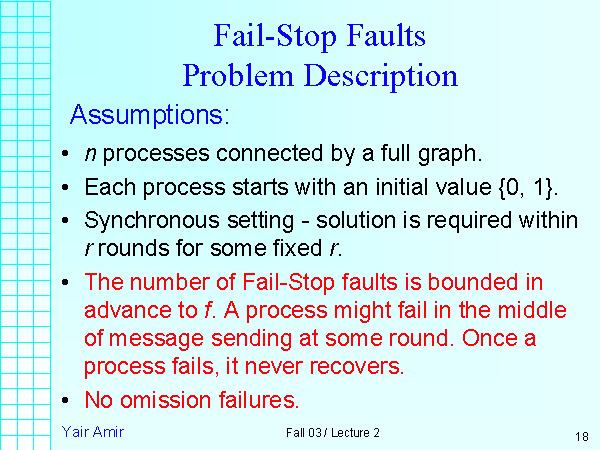 Fail-Stop Faults
Problem Description
Assumptions:
• n processes connected by a full graph.
• Each process starts with an initial value {0, 1}.
• Synchronous setting - solution is required within
r rounds for some fixed r.
• The number of Fail-Stop faults is bounded in
advance to f. A process might fail in the middle
of message sending at some round. Once a
process fails, it never recovers.
• No omission failures.
Yair Amir
Fall 03 / Lecture 2
18